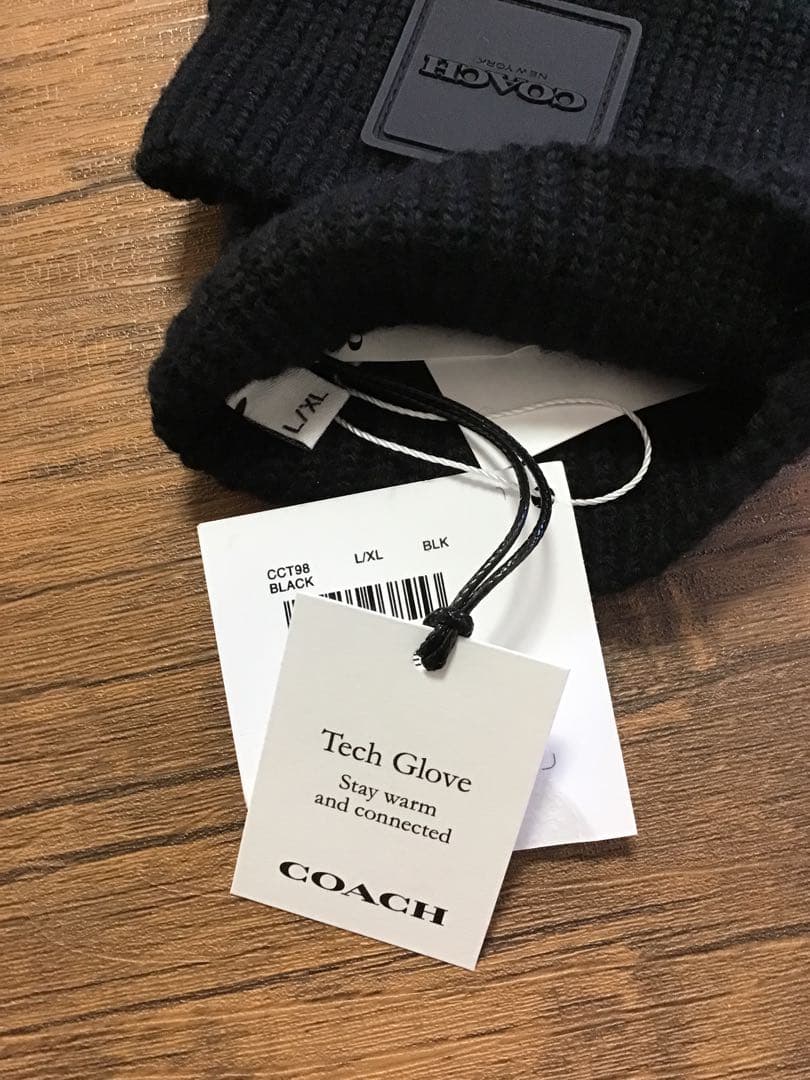 COACH
NEW YORK
L/XL
CCT98 L/XL BLK
BLACK
Tech Glove
Stay warm
and connected
COACH